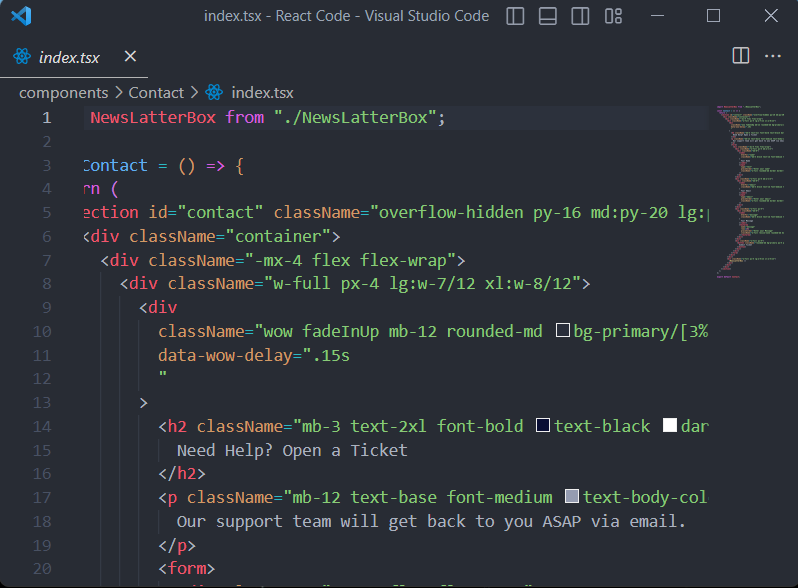 index.tsx - React Code - Visual Studio Code
index.tsx
components > Contact > index.tsx
1 NewsLatterBox from "./NewsLatterBox";
2
3 Contact = () => {
4 rn (
5 ection id="contact" className="overflow-hidden py-16 md:py-20 lg:
6 <div className="container">
7 <div className="-mx-4 flex flex-wrap">
8 <div className="w-full px-4 lg:w-7/12 xl:w-8/12">
9 <div
10 className="wow fadeInUp mb-12 rounded-md bg-primary/[3%
11 data-wow-delay=".15s
12 "
13 >
14 <h2 className="mb-3 text-2xl font-bold text-black dar
15 Need Help? Open a Ticket
16 </h2>
17 <p className="mb-12 text-base font-medium text-body-col
18 Our support team will get back to you ASAP via email.
19 </p>
20 <form>